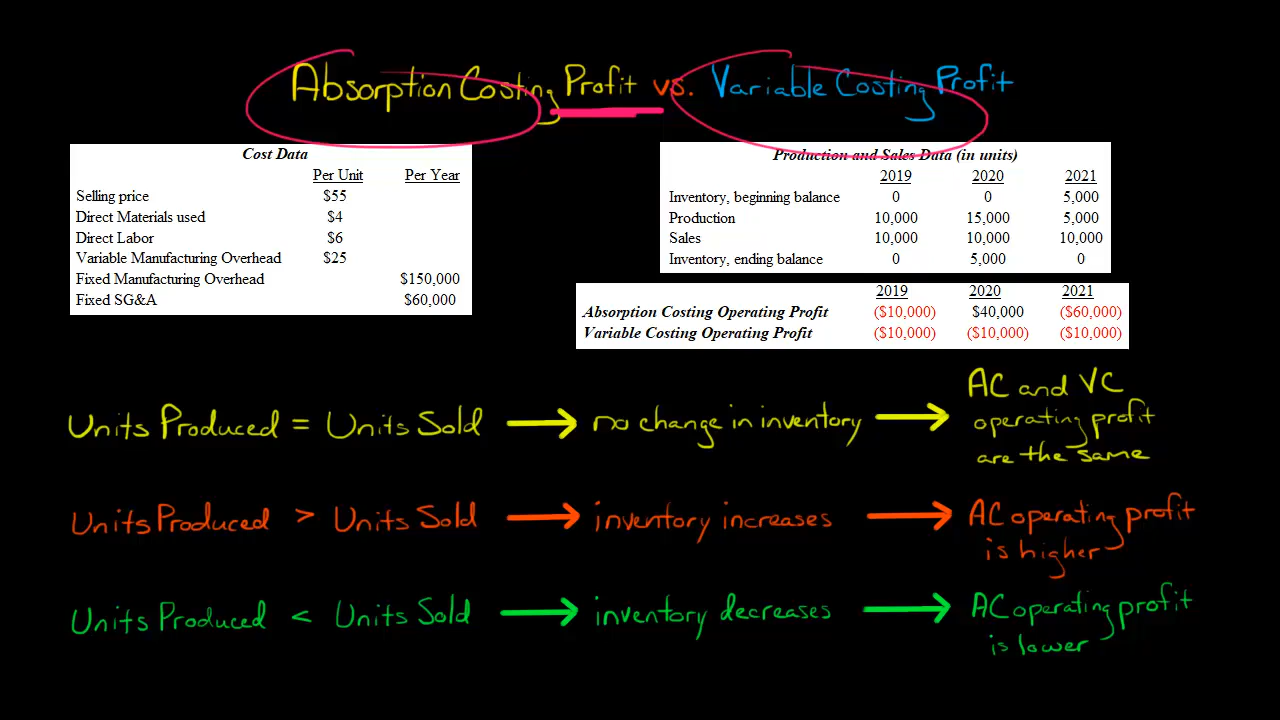 Absorption Costing Profit vs. Variable Costing Profit
Cost Data
Per Unit Per Year
Selling price $55
Direct Materials used $4
Direct Labor $6
Variable Manufacturing Overhead $25
Fixed Manufacturing Overhead $150,000
Fixed SG&A $60,000
Production and Sales Data (in units)
2019 2020 2021
Inventory, beginning balance 0 0 5,000
Production 10,000 15,000 5,000
Sales 10,000 10,000 10,000
Inventory, ending balance 0 5,000 0
2019 2020 2021
Absorption Costing Operating Profit ($10,000) $40,000 ($60,000)
Variable Costing Operating Profit ($10,000) ($10,000) ($10,000)
Units Produced = Units Sold → no change in inventory → AC and VC
operating profit
are the same
Units Produced > Units Sold → inventory increases → AC operating profit
is higher
Units Produced < Units Sold → inventory decreases → AC operating profit
is lower